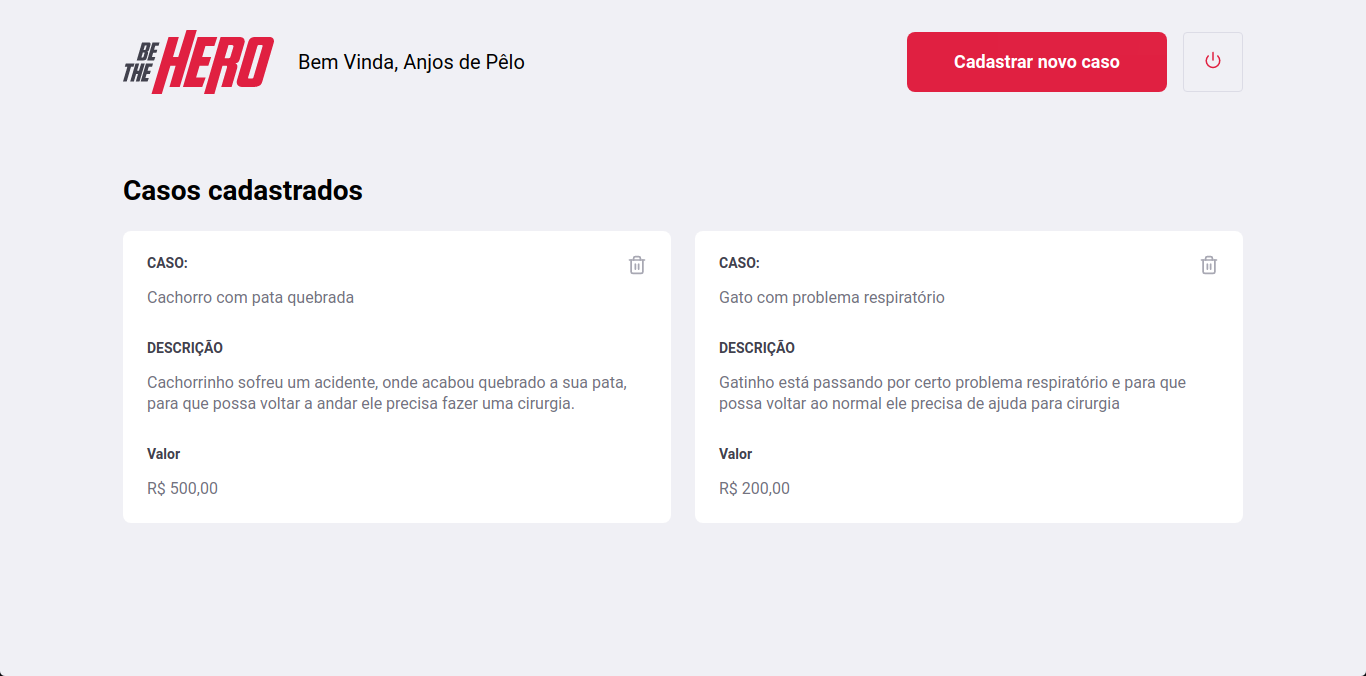 BE
THE
HERO
Bem Vinda, Anjos de Pêlo
Cadastrar novo caso
Casos cadastrados
CASO:
Cachorro com pata quebrada
DESCRIÇÃO
Cachorrinho sofreu um acidente, onde acabou quebrado a sua pata,
para que possa voltar a andar ele precisa fazer uma cirurgia.
Valor
R$ 500,00
CASO:
Gato com problema respiratório
DESCRIÇÃO
Gatinho está passando por certo problema respiratório e para que
possa voltar ao normal ele precisa de ajuda para cirurgia
Valor
R$ 200,00